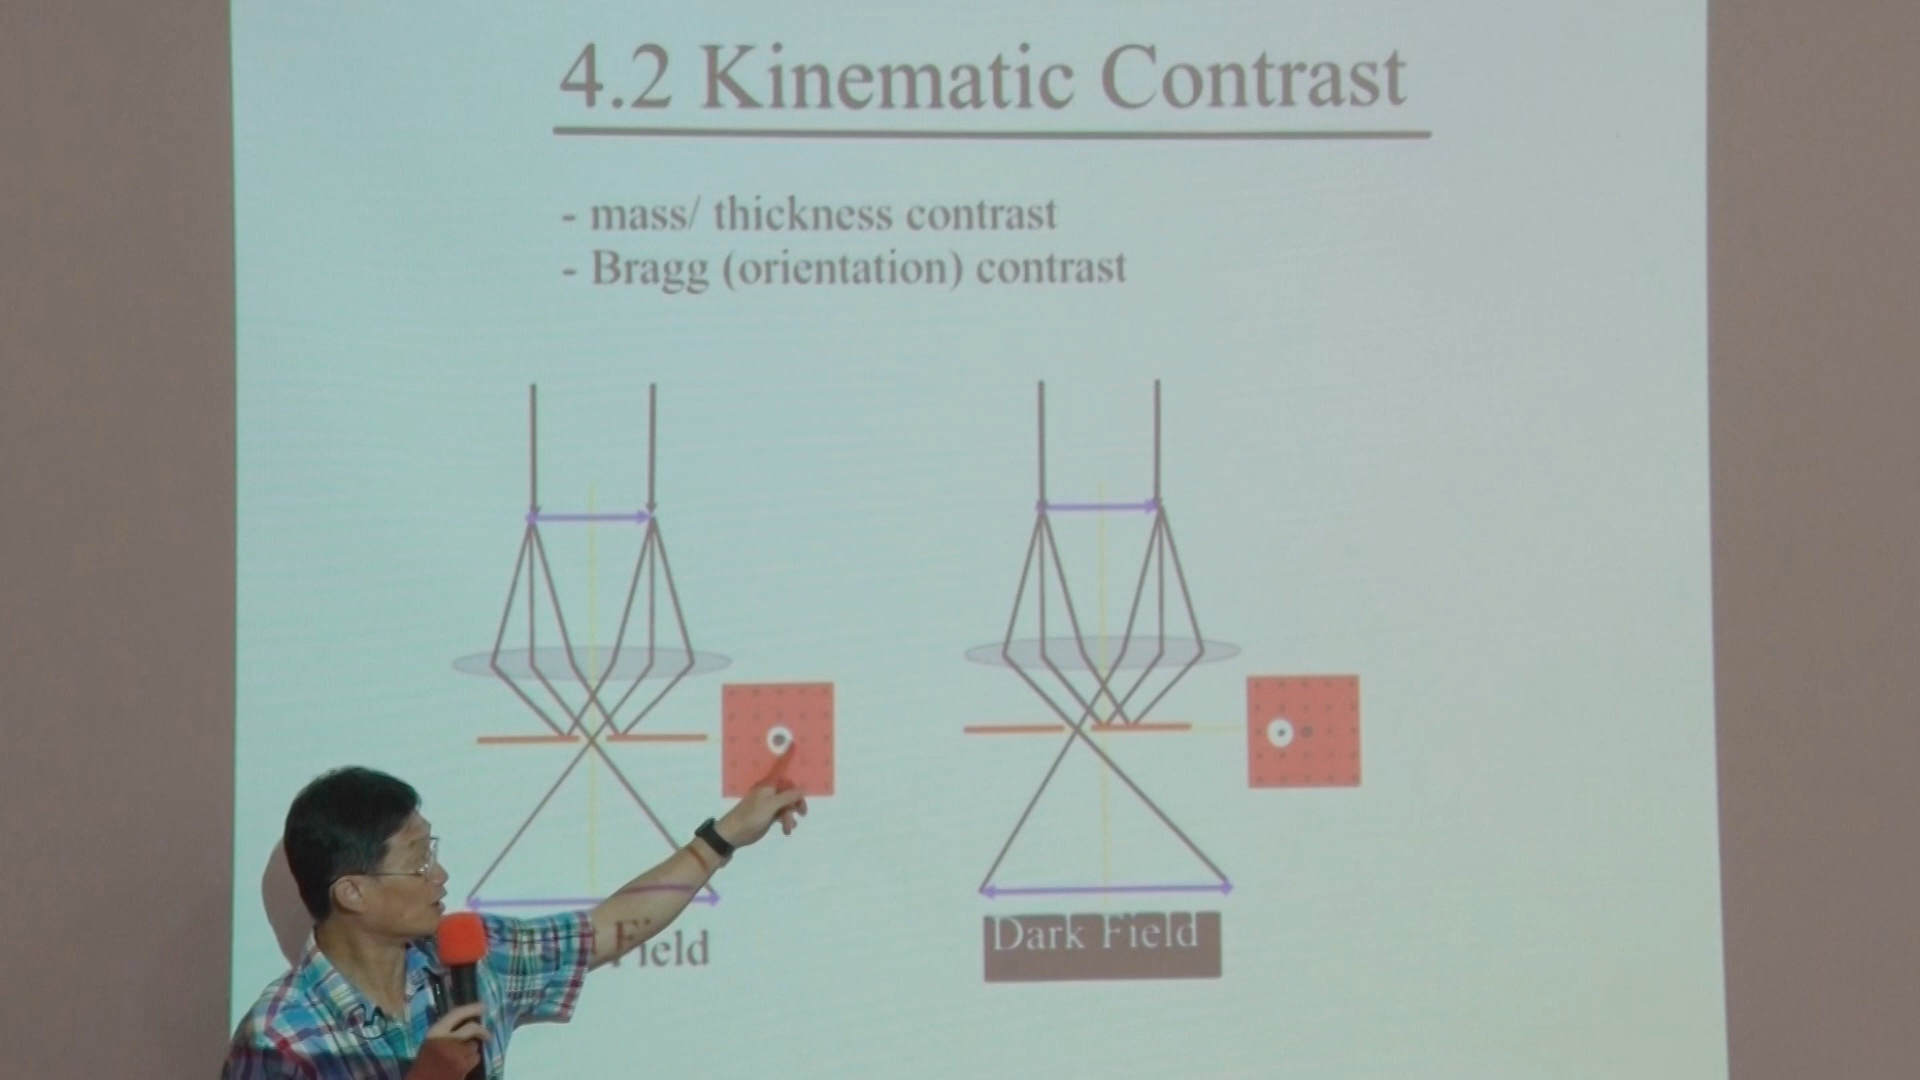 4.2 Kinematic Contrast
- mass/ thickness contrast
- Bragg (orientation) contrast
Field
Dark Field